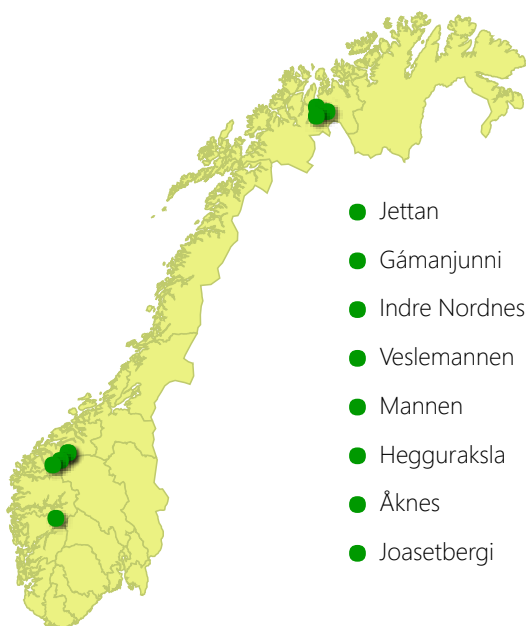 Jettan
Gámanjunni
Indre Nordnes
Veslemannen
Mannen
Hegguraksla
Åknes
Joasetbergi